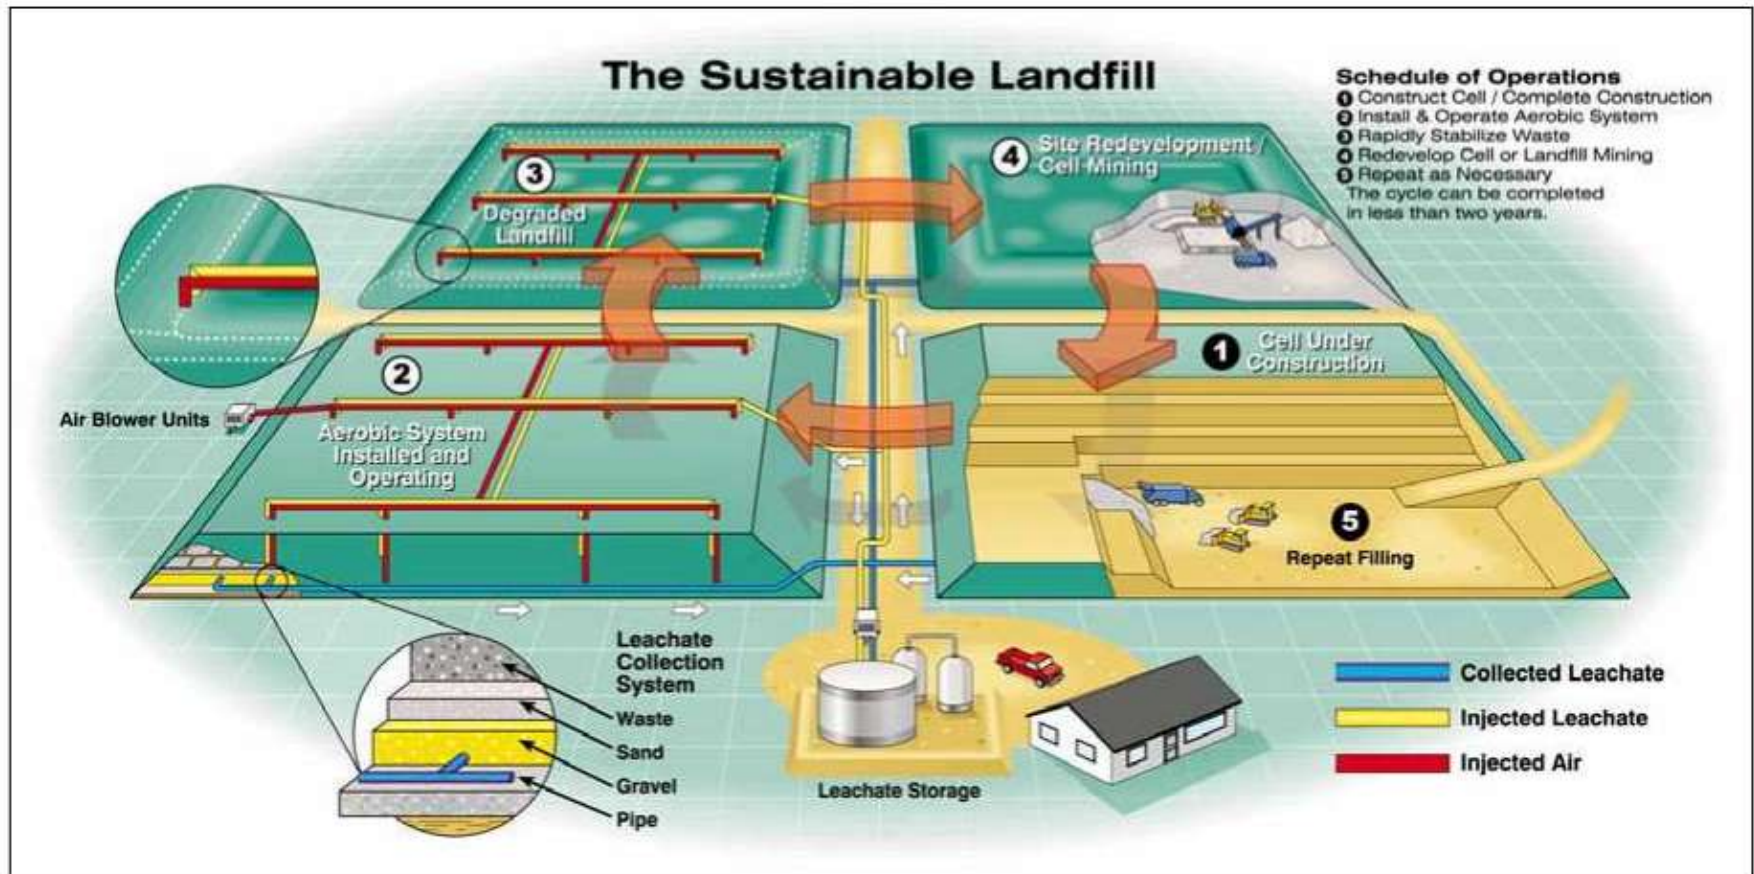 The Sustainable Landfill
Schedule of Operations
1 Construct Cell / Complete Construction
2 Install & Operate Aerobic System
3 Rapidly Stabilize Waste
4 Redevelop Cell or Landfill Mining
5 Repeat as Necessary
The cycle can be completed
in less than two years.
3
Degraded
Landfill
4 Site Redevelopment /
Cell Mining
2
Aerobic System
Installed and
Operating
Air Blower Units
1 Cell Under
Construction
5
Repeat Filling
Leachate
Collection
System
Waste
Sand
Gravel
Pipe
Leachate Storage
Collected Leachate
Injected Leachate
Injected Air